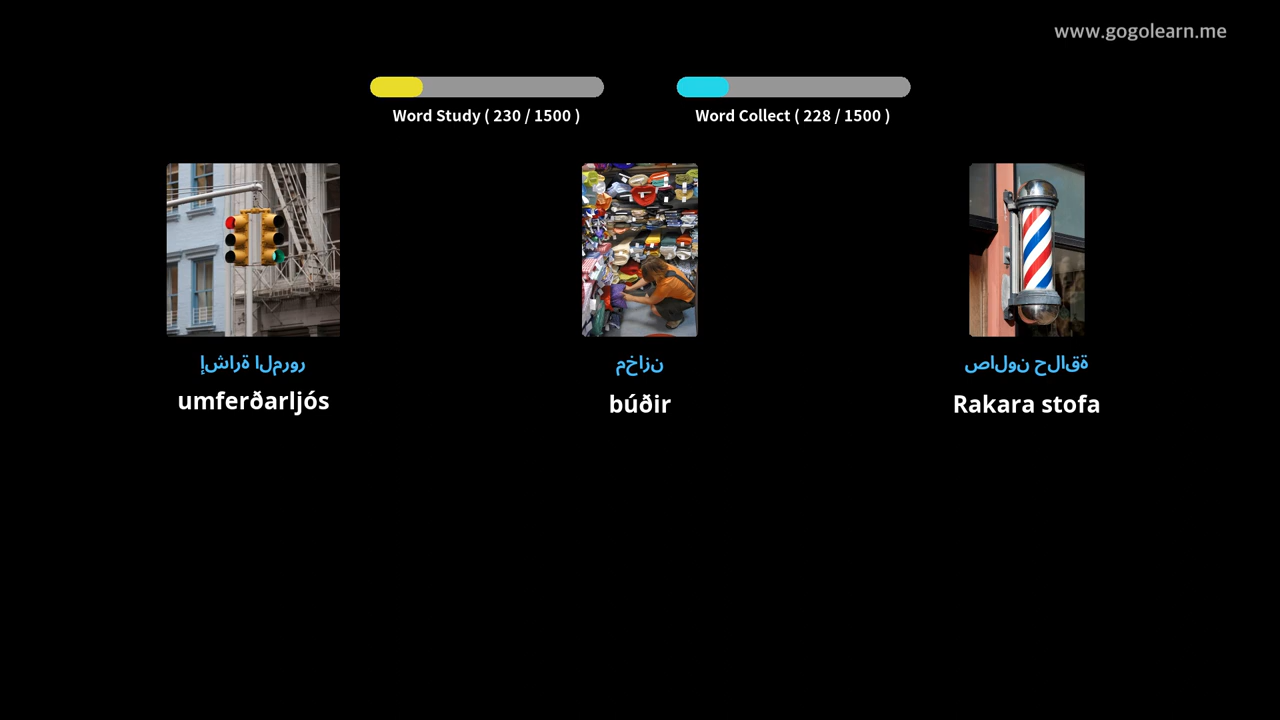 www.gogolearn.me
Word Study ( 230 / 1500 )
Word Collect ( 228 / 1500 )
إشارة المرور
مخازن
صالون حلاقة
umferðarljós
búðir
Rakara stofa